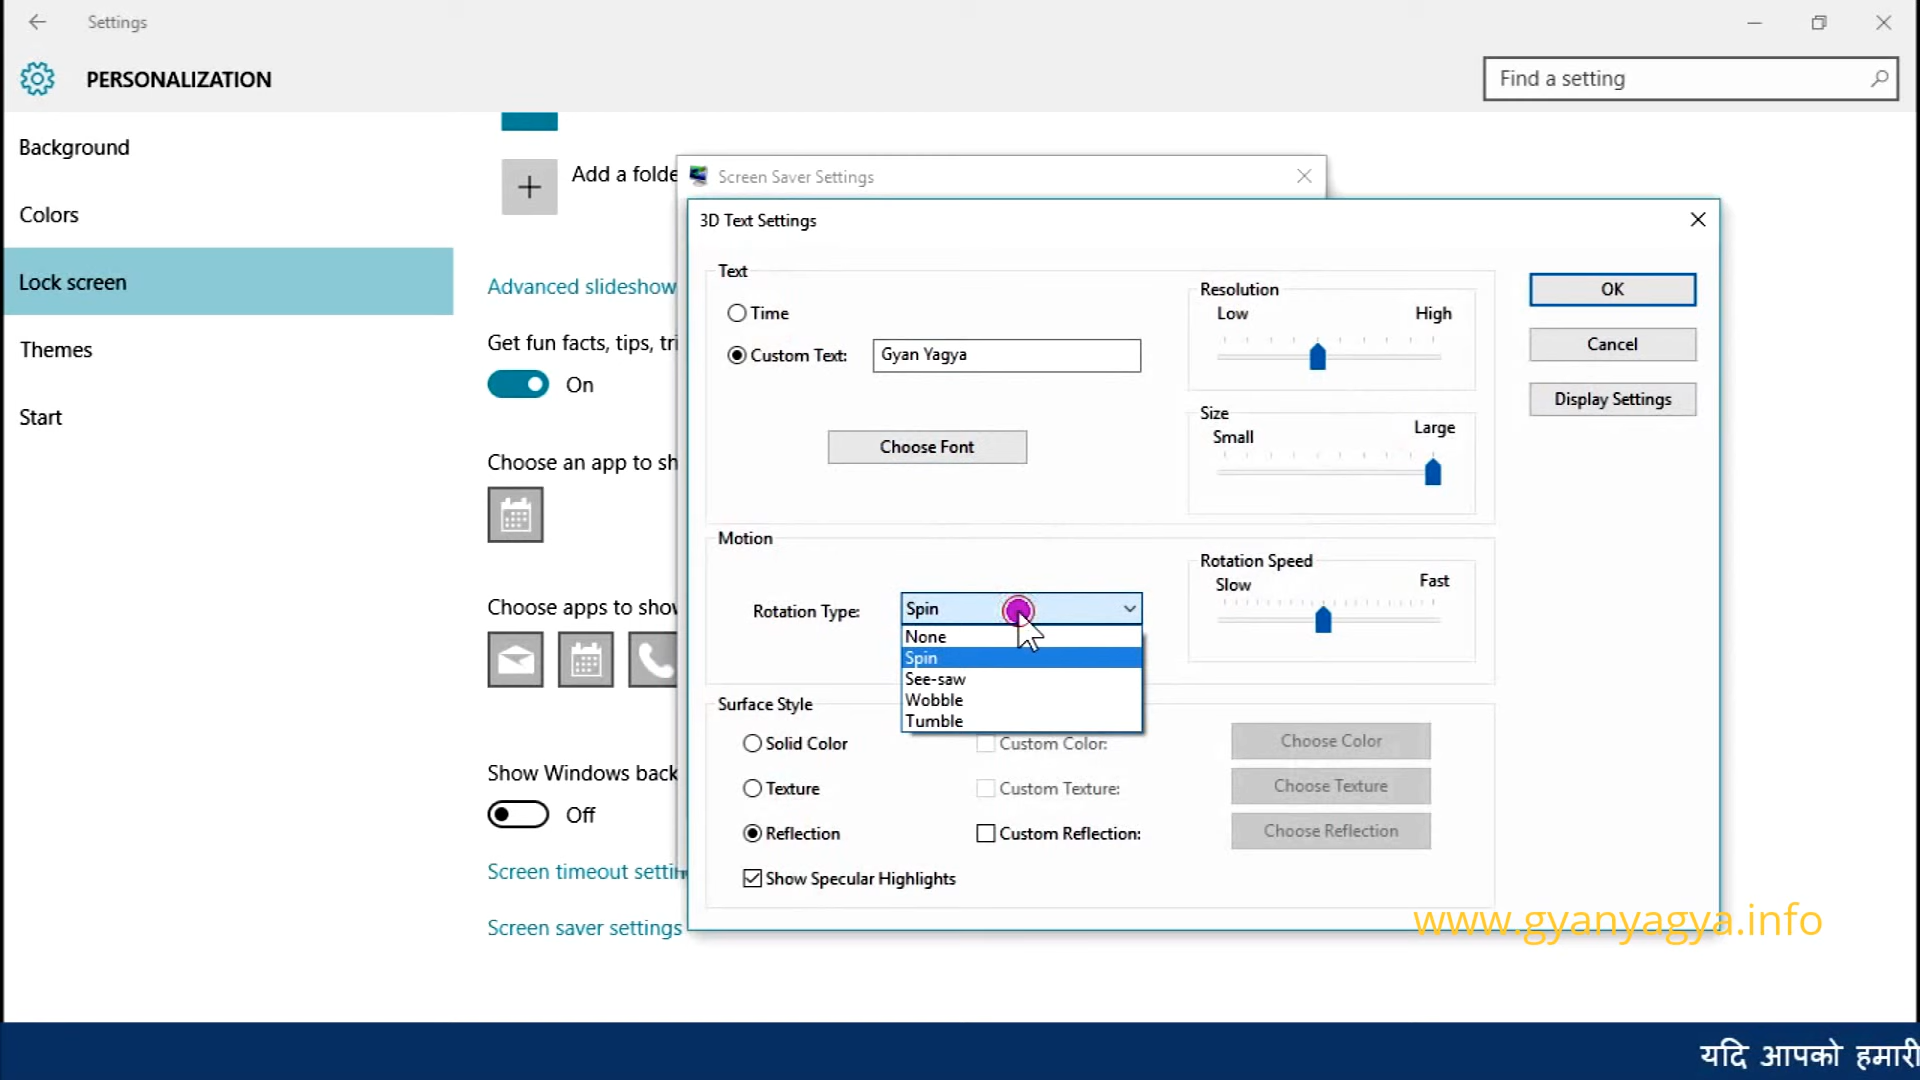 Settings
PERSONALIZATION
Find a setting
Background
Colors
Lock screen
Themes
Start
Add a folde
Advanced slideshow
Get fun facts, tips, tri
On
Choose an app to sh
Choose apps to show
Show Windows back
Off
Screen timeout settin
Screen saver settings
Screen Saver Settings
3D Text Settings
Text
Time
Custom Text:
Gyan Yagya
Choose Font
Resolution
Low
High
Size
Small
Large
OK
Cancel
Display Settings
Motion
Rotation Type:
Spin
None
Spin
See-saw
Wobble
Tumble
Rotation Speed
Slow
Fast
Surface Style
Solid Color
Custom Color:
Choose Color
Texture
Custom Texture:
Choose Texture
Reflection
Custom Reflection:
Choose Reflection
Show Specular Highlights
www.gyanyagya.info
यदि आपको हमारी